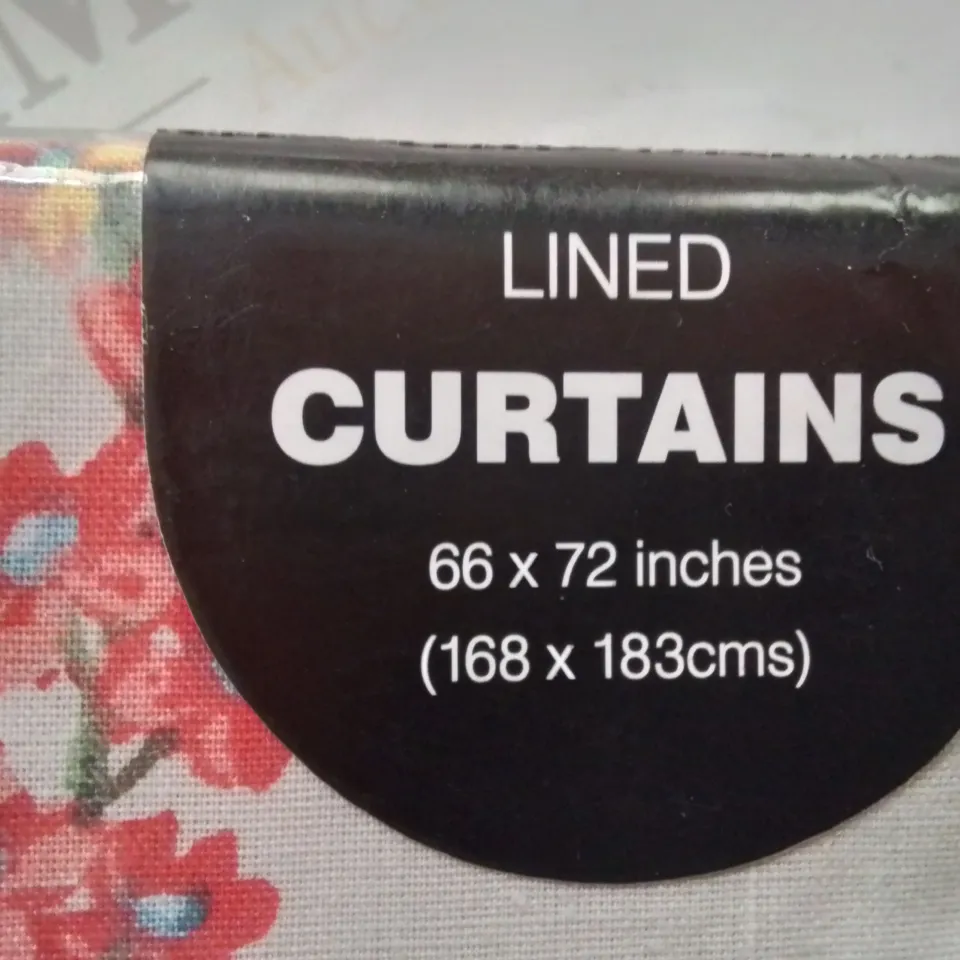 LINED
CURTAINS
66 x 72 inches
(168 x 183cms)